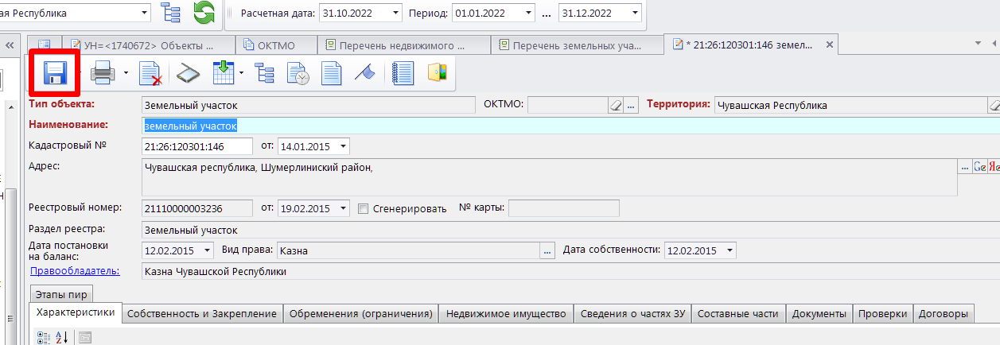 ая Республика Расчетная дата: 31.10.2022 Период: 01.01.2022 ... 31.12.2022
УН=<1740672> Объекты ... ОКТМО Перечень недвижимого ... Перечень земельных уча... * 21:26:120301:146 земел...
Тип объекта: Земельный участок ОКТМО: ... Территория: Чувашская Республика
Наименование: земельный участок
Кадастровый № 21:26:120301:146 от: 14.01.2015
Адрес: Чувашская республика, Шумерлиниский район, ...
Реестровый номер: 21110000003236 от: 19.02.2015 Сгенерировать № карты:
Раздел реестра: Земельный участок
Дата постановки
на баланс: 12.02.2015 Вид права: Казна ... Дата собственности: 12.02.2015
Правообладатель: Казна Чувашской Республики
Этапы пир
Характеристики Собственность и Закрепление Обременения (ограничения) Недвижимое имущество Сведения о частях ЗУ Составные части Документы Проверки Договоры